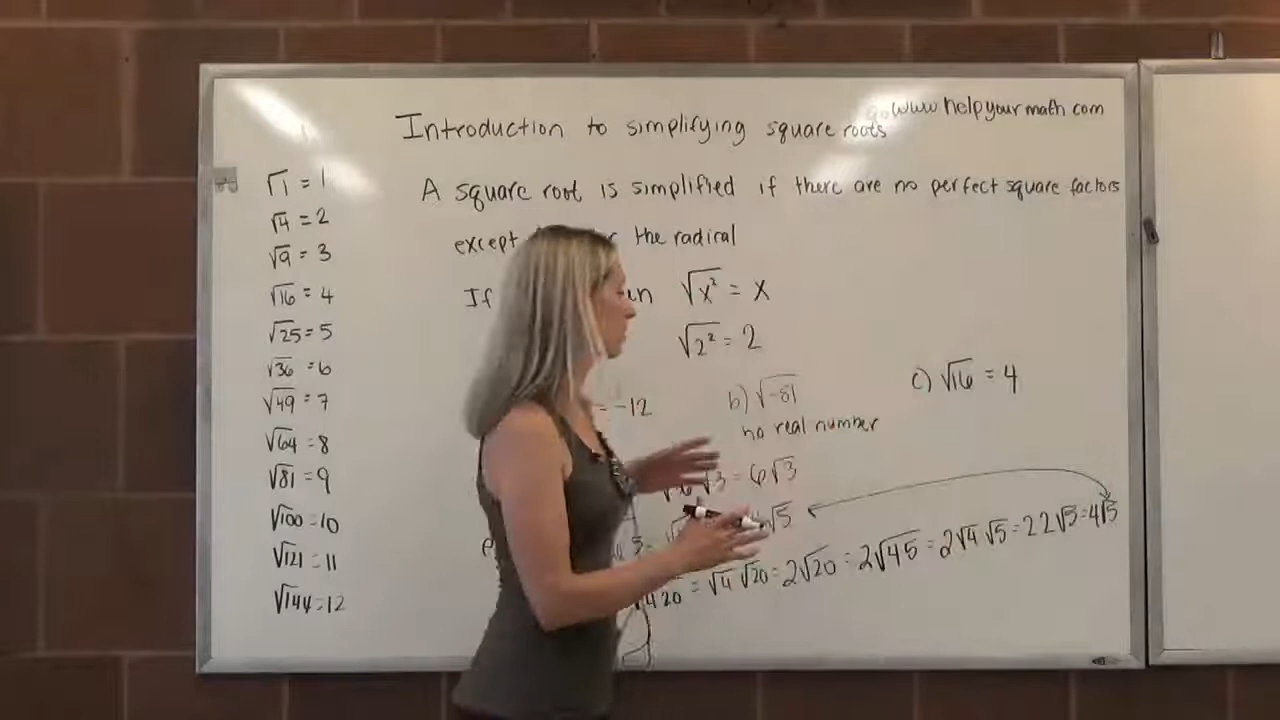 www.helpyourmath.com
Introduction to simplifying square roots
√1 = 1
√4 = 2
√9 = 3
√16 = 4
√25 = 5
√36 = 6
√49 = 7
√64 = 8
√81 = 9
√100 = 10
√121 = 11
√144 = 12
A square root is simplified if there are no perfect square factors
except the radical
If √x² = x
√2² = 2
= -12
b) √-81
no real number
c) √16 = 4
√3 = 6√3
√5
= √4 √20 = 2√20 = 2√4 5 = 2√4 √5 = 2 2√5 = 4√5